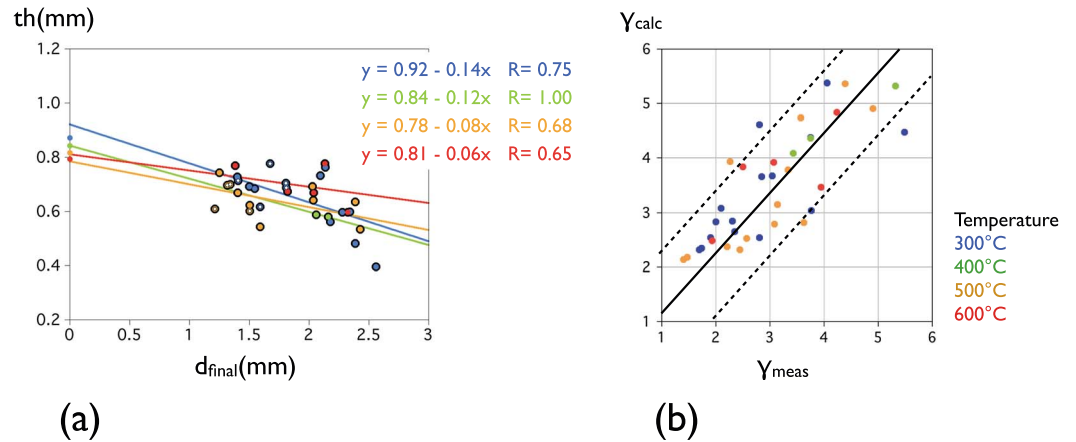 th(mm)
1.2
1.0
0.8
0.6
0.4
0.2
0
0.5
1
1.5
2
2.5
3
y = 0.92 - 0.14x R= 0.75
y = 0.84 - 0.12x R= 1.00
y = 0.78 - 0.08x R= 0.68
y = 0.81 - 0.06x R= 0.65
dfinal(mm)
(a)
γcalc
6
5
4
3
2
1
1
2
3
4
5
6
γmeas
(b)
Temperature
300°C
400°C
500°C
600°C